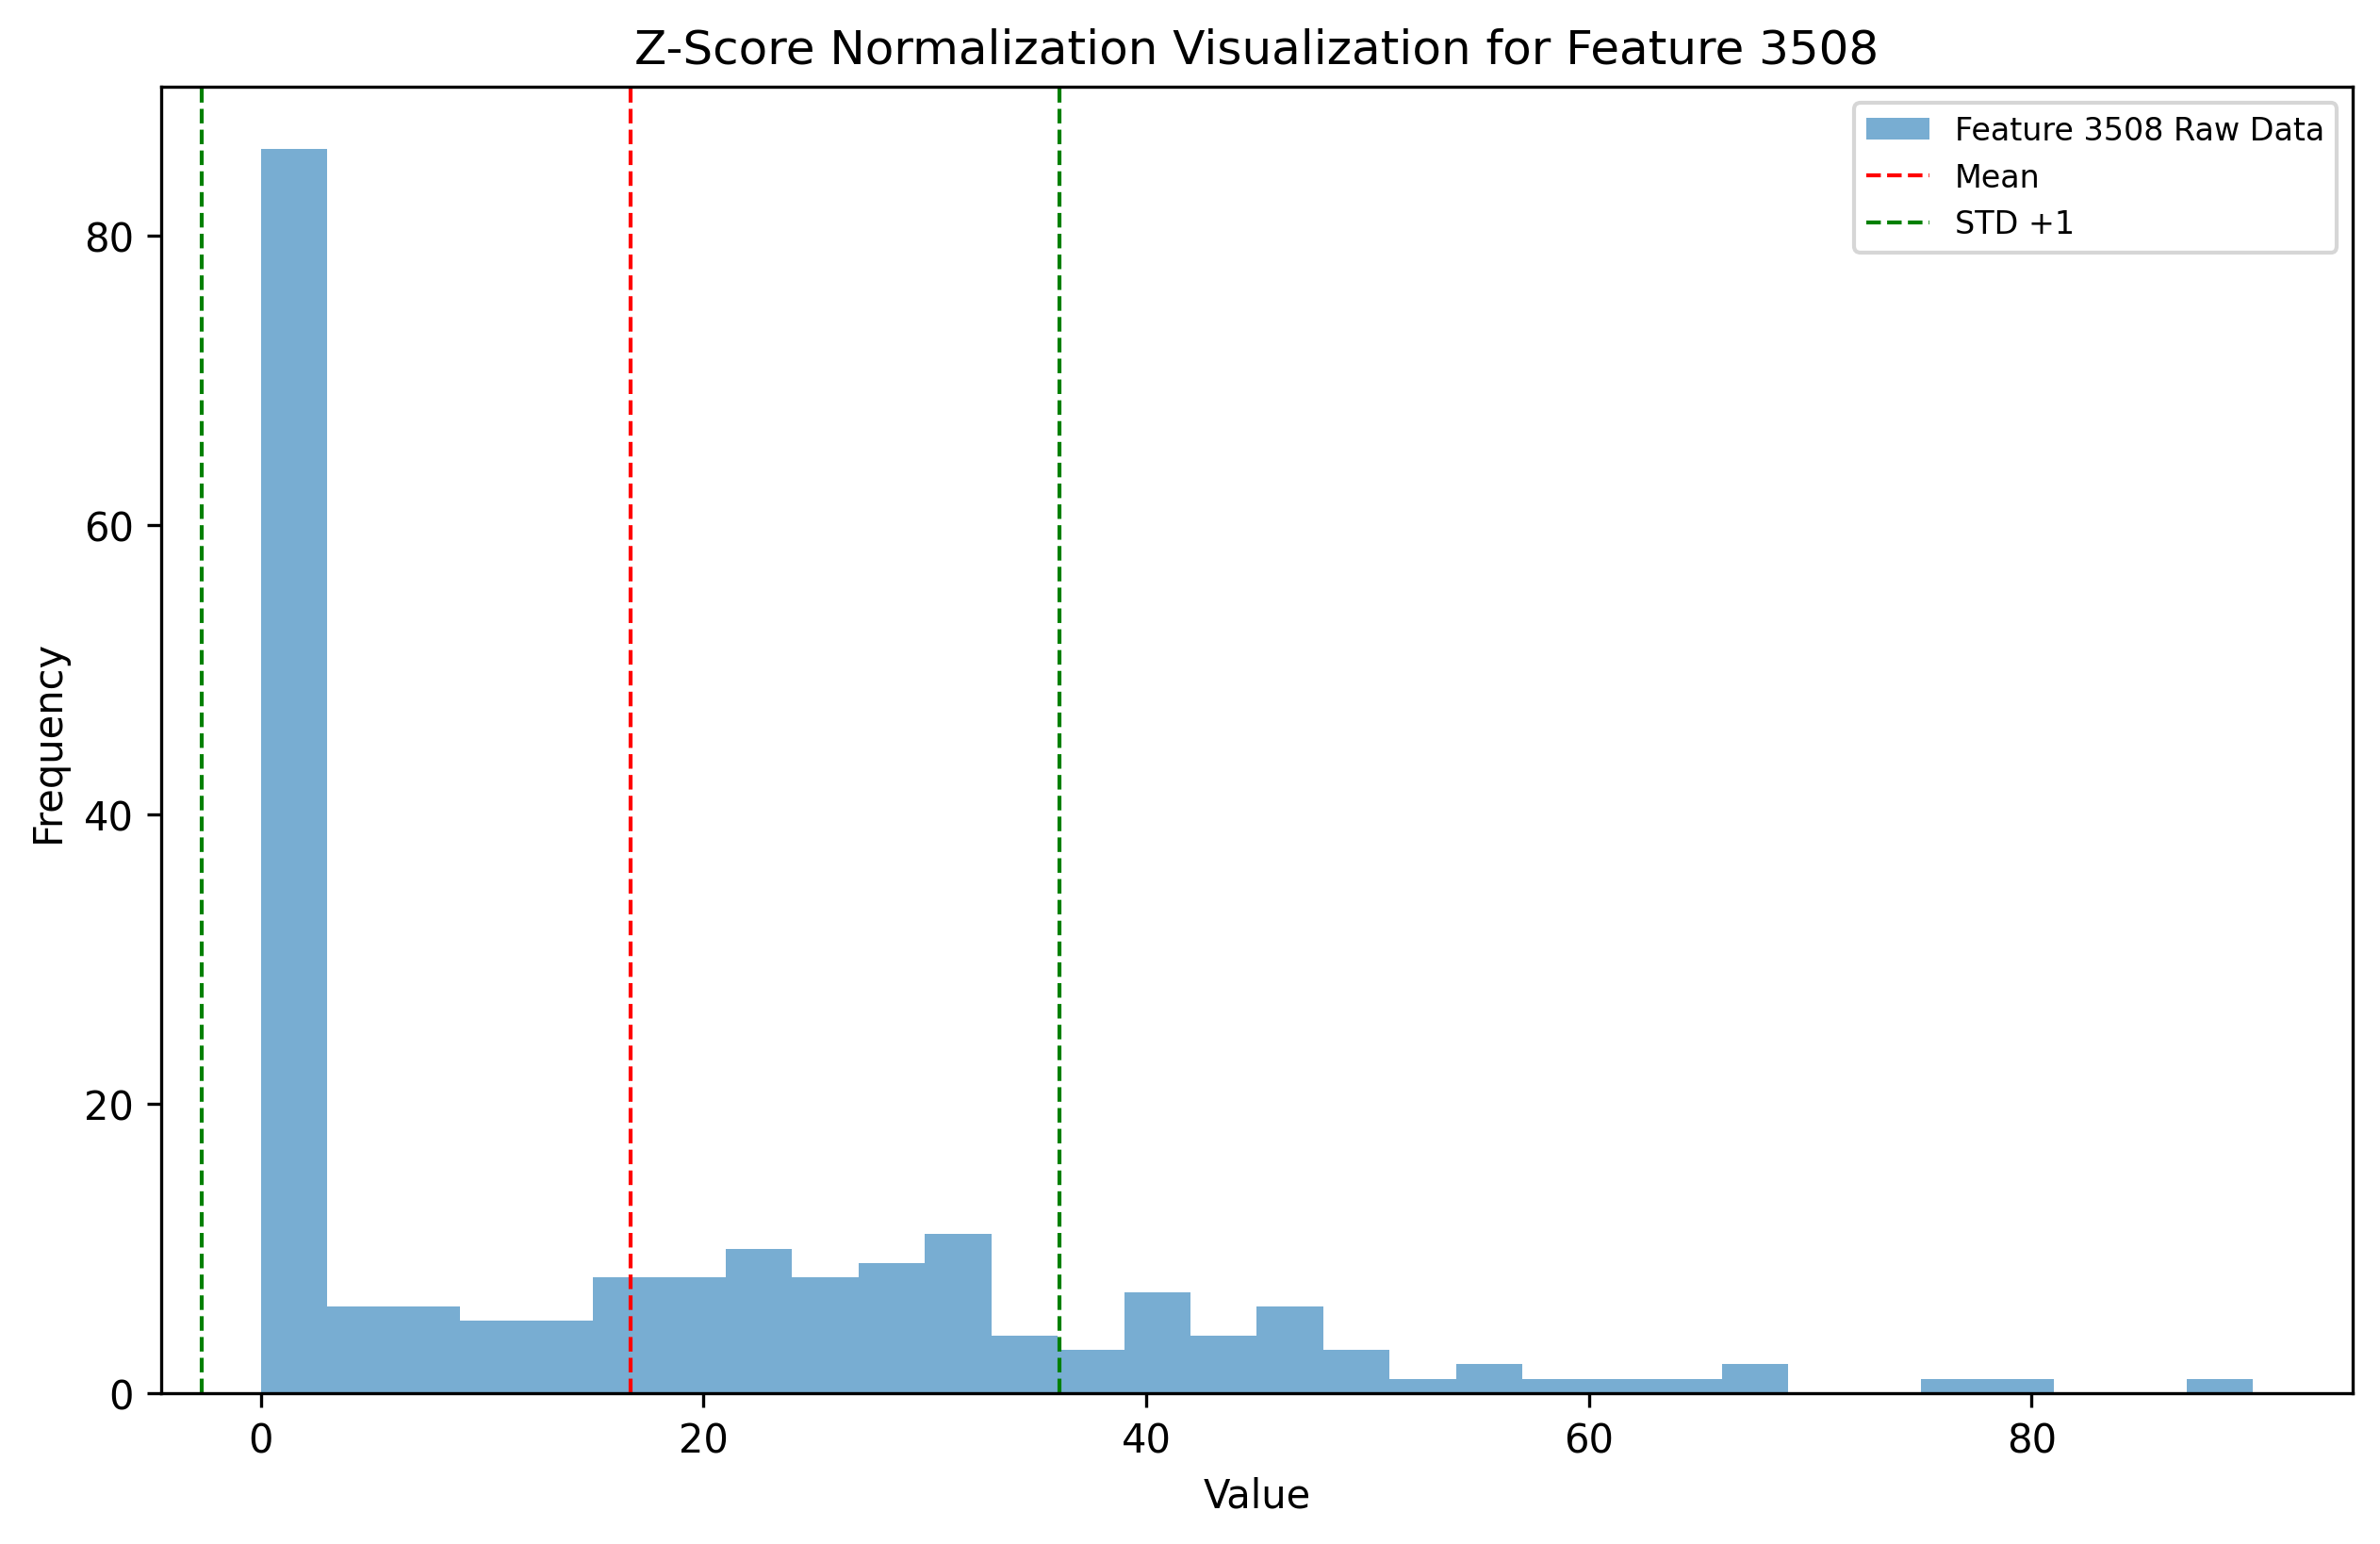 Z-Score Normalization Visualization for Feature 3508
Feature 3508 Raw Data
Mean
STD +1
80
60
40
20
0
Frequency
0 20 40 60 80
Value